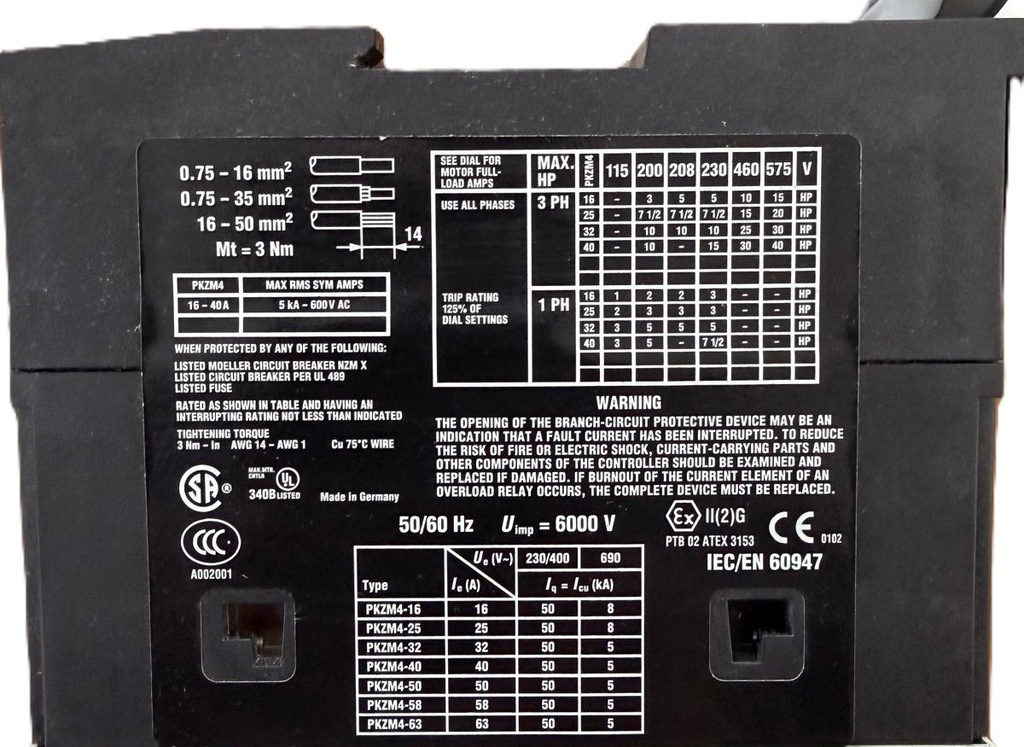 0.75 – 16 mm²
0.75 – 35 mm²
16 – 50 mm²
14
Mt = 3 Nm
PKZM4 MAX RMS SYM AMPS
16 – 40 A 5 kA – 600 V AC
WHEN PROTECTED BY ANY OF THE FOLLOWING:
LISTED MOELLER CIRCUIT BREAKER NZM X
LISTED CIRCUIT BREAKER PER UL 489
LISTED FUSE
RATED AS SHOWN IN TABLE AND HAVING AN
INTERRUPTING RATING NOT LESS THAN INDICATED
TIGHTENING TORQUE
3 Nm – In AWG 14 – AWG 1 Cu 75°C WIRE
SA ®
MAN.MTR.
CNTLR
340B UL LISTED
Made in Germany
CCC
A002001
SEE DIAL FOR
MOTOR FULL-
LOAD AMPS
MAX.
HP
PKZM4 115 200 208 230 460 575 V
USE ALL PHASES
3 PH
16 – 3 5 5 10 15 HP
25 – 7 1/2 7 1/2 7 1/2 15 20 HP
32 – 10 10 10 25 30 HP
40 – 10 – 15 30 40 HP
TRIP RATING
125% OF
DIAL SETTINGS
1 PH
16 1 2 2 3 – – HP
25 2 3 3 3 – – HP
32 3 5 5 5 – – HP
40 3 5 – 7 1/2 – – HP
WARNING
THE OPENING OF THE BRANCH-CIRCUIT PROTECTIVE DEVICE MAY BE AN
INDICATION THAT A FAULT CURRENT HAS BEEN INTERRUPTED. TO REDUCE
THE RISK OF FIRE OR ELECTRIC SHOCK, CURRENT-CARRYING PARTS AND
OTHER COMPONENTS OF THE CONTROLLER SHOULD BE EXAMINED AND
REPLACED IF DAMAGED. IF BURNOUT OF THE CURRENT ELEMENT OF AN
OVERLOAD RELAY OCCURS, THE COMPLETE DEVICE MUST BE REPLACED.
50/60 Hz Uimp = 6000 V
Ex II(2)G
PTB 02 ATEX 3153
CE 0102
IEC/EN 60947
Ue (V~) 230/400 690
Type Ie (A) Iq = Icu (kA)
PKZM4-16 16 50 8
PKZM4-25 25 50 8
PKZM4-32 32 50 5
PKZM4-40 40 50 5
PKZM4-50 50 50 5
PKZM4-58 58 50 5
PKZM4-63 63 50 5